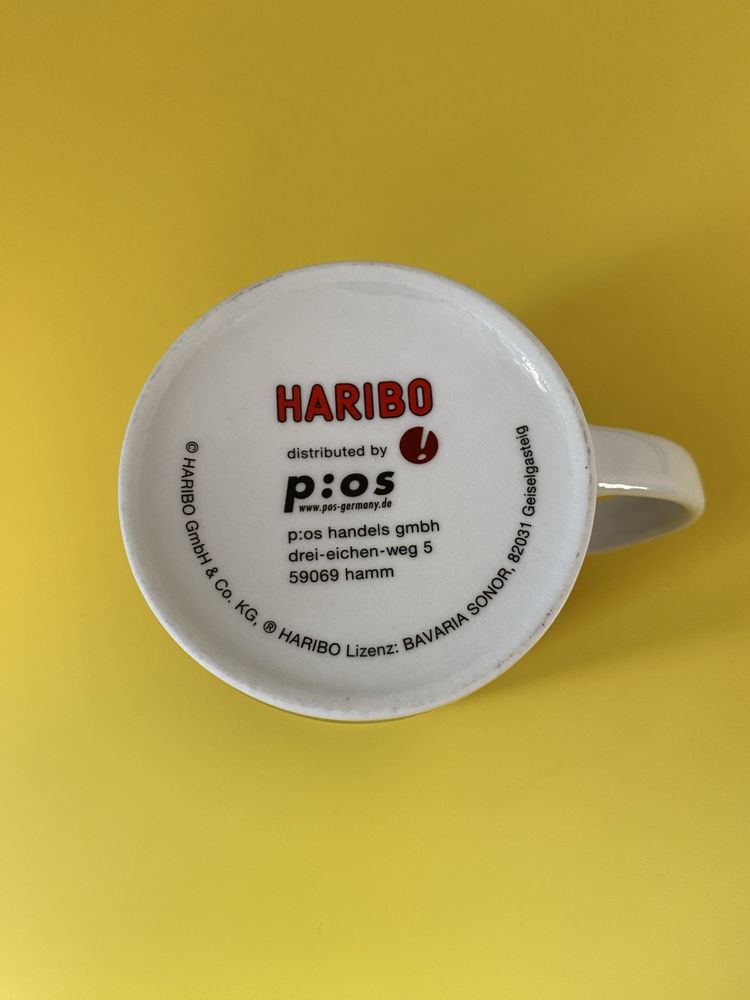 HARIBO
distributed by !
p:os
www.pos-germany.de
p:os handels gmbh
drei-eichen-weg 5
59069 hamm
© HARIBO GmbH & Co. KG, ® HARIBO Lizenz: BAVARIA SONOR, 82031 Geiselgasteig